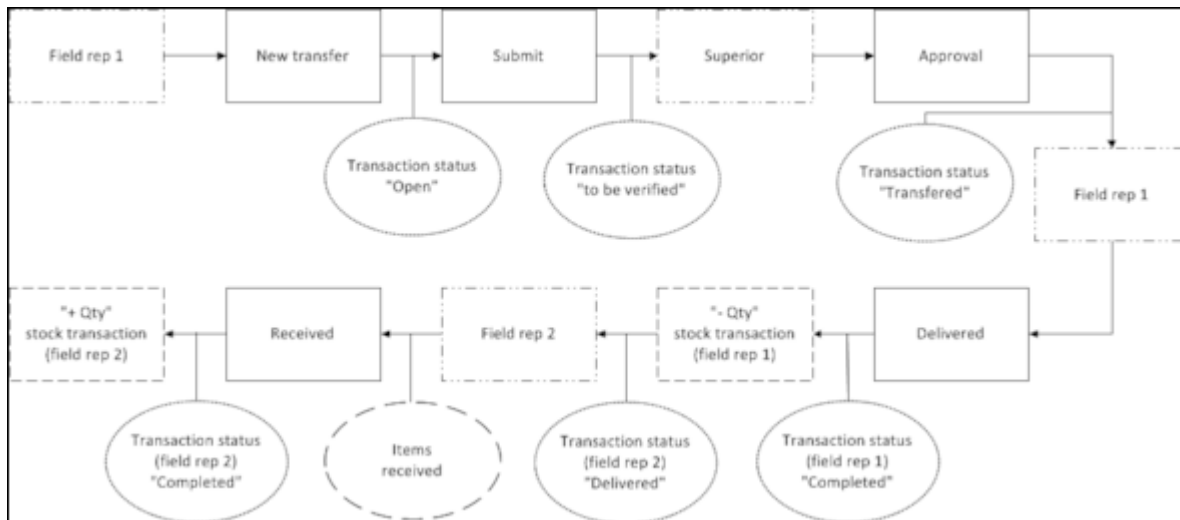 Field rep 1
New transfer
Submit
Superior
Approval
Transaction status
"Open"
Transaction status
"to be verified"
Transaction status
"Transfered"
Field rep 1
"+ Qty"
stock transaction
(field rep 2)
Received
Field rep 2
"- Qty"
stock transaction
(field rep 1)
Delivered
Transaction status
(field rep 2)
"Completed"
Items
received
Transaction status
(field rep 2)
"Delivered"
Transaction status
(field rep 1)
"Completed"